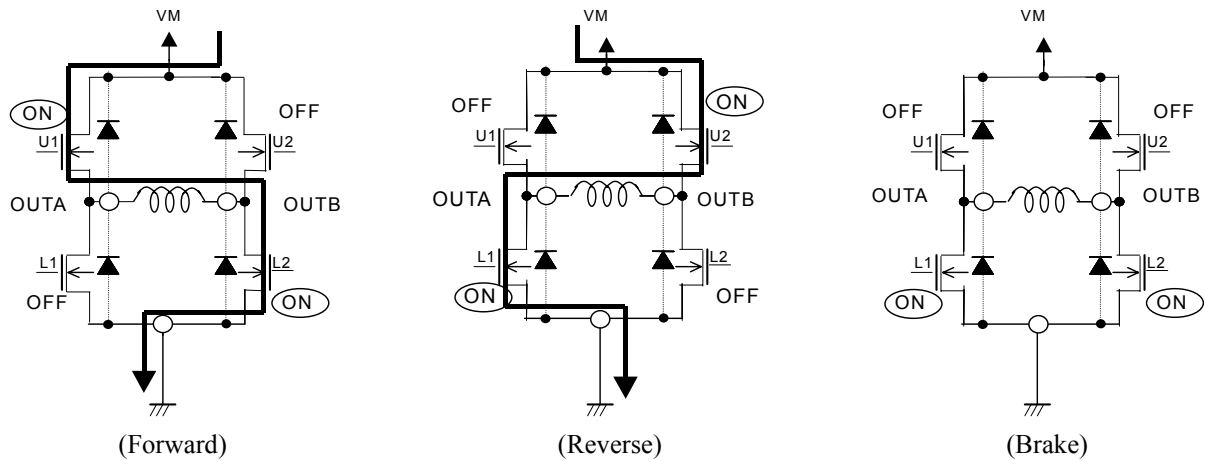 VM
ON
OFF
U1
U2
OUTA
OUTB
L1
L2
OFF
ON
(Forward)
VM
OFF
ON
U1
U2
OUTA
OUTB
L1
L2
ON
OFF
(Reverse)
VM
OFF
OFF
U1
U2
OUTA
OUTB
L1
L2
ON
ON
(Brake)